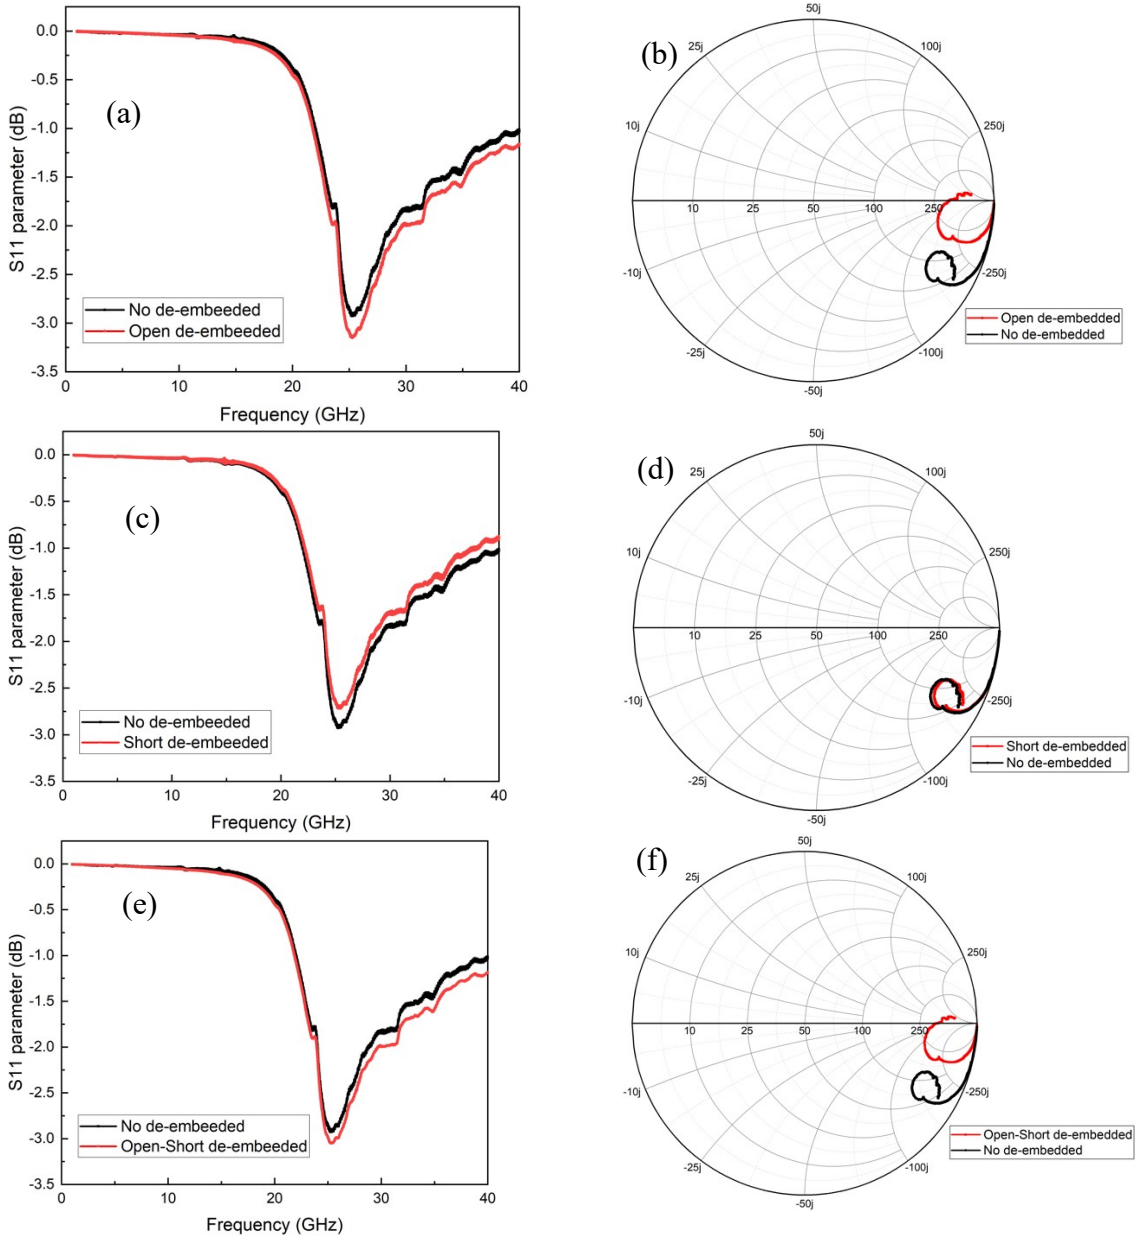 (a)
S11 parameter (dB)
0.0
-0.5
-1.0
-1.5
-2.0
-2.5
-3.0
-3.5
No de-embeeded
Open de-embeeded
0 10 20 30 40
Frequency (GHz)
(b)
50j
25j 100j
10j 250j
10 25 50 100 250
-10j -250j
-25j -100j
-50j
Open de-embedded
No de-embedded
(c)
S11 parameter (dB)
0.0
-0.5
-1.0
-1.5
-2.0
-2.5
-3.0
-3.5
No de-embeeded
Short de-embeeded
0 10 20 30 40
Frequency (GHz)
(d)
50j
25j 100j
10j 250j
10 25 50 100 250
-10j -250j
-25j -100j
-50j
Short de-embedded
No de-embedded
(e)
S11 parameter (dB)
0.0
-0.5
-1.0
-1.5
-2.0
-2.5
-3.0
-3.5
No de-embeeded
Open-Short de-embeeded
0 10 20 30 40
Frequency (GHz)
(f)
50j
25j 100j
10j 250j
10 25 50 100 250
-10j -250j
-25j -100j
-50j
Open-Short de-embedded
No de-embedded